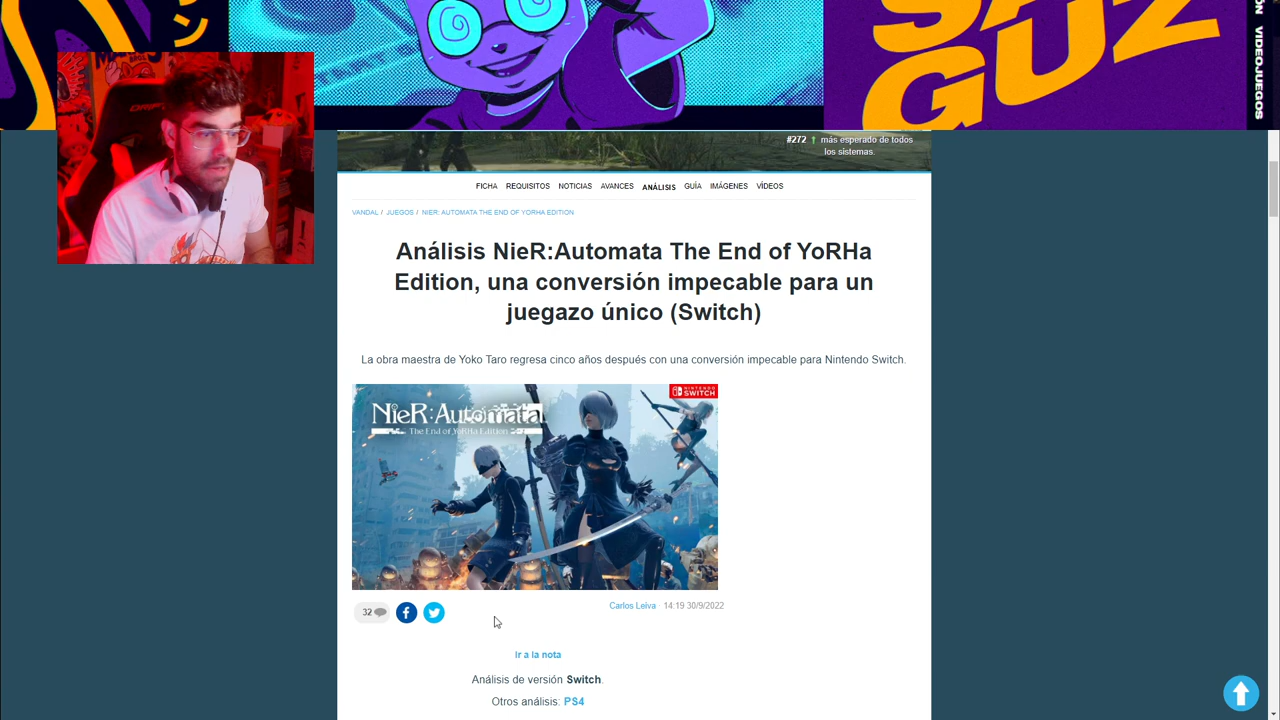 SA
GUZ
VIDEOJUEGOS
#272 ↑ más esperado de todos
los sistemas.
FICHA REQUISITOS NOTICIAS AVANCES ANÁLISIS GUÍA IMÁGENES VÍDEOS
VANDAL / JUEGOS / NIER: AUTOMATA THE END OF YORHA EDITION
Análisis NieR:Automata The End of YoRHa
Edition, una conversión impecable para un
juegazo único (Switch)
La obra maestra de Yoko Taro regresa cinco años después con una conversión impecable para Nintendo Switch.
NINTENDO
SWITCH
NieR:Automata
The End of YoRHa Edition
32
Carlos Leiva · 14:19 30/9/2022
Ir a la nota
Análisis de versión Switch.
Otros análisis: PS4